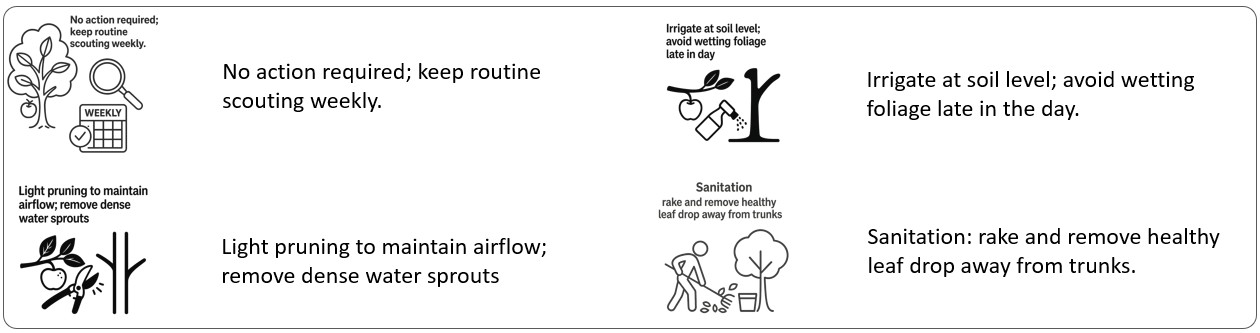 No action required;
keep routine
scouting weekly.
WEEKLY
No action required; keep routine
scouting weekly.
Irrigate at soil level;
avoid wetting foliage
late in day
Irrigate at soil level; avoid wetting
foliage late in the day.
Light pruning to maintain
airflow; remove dense
water sprouts
Light pruning to maintain airflow;
remove dense water sprouts
Sanitation
rake and remove healthy
leaf drop away from trunks
Sanitation: rake and remove healthy
leaf drop away from trunks.